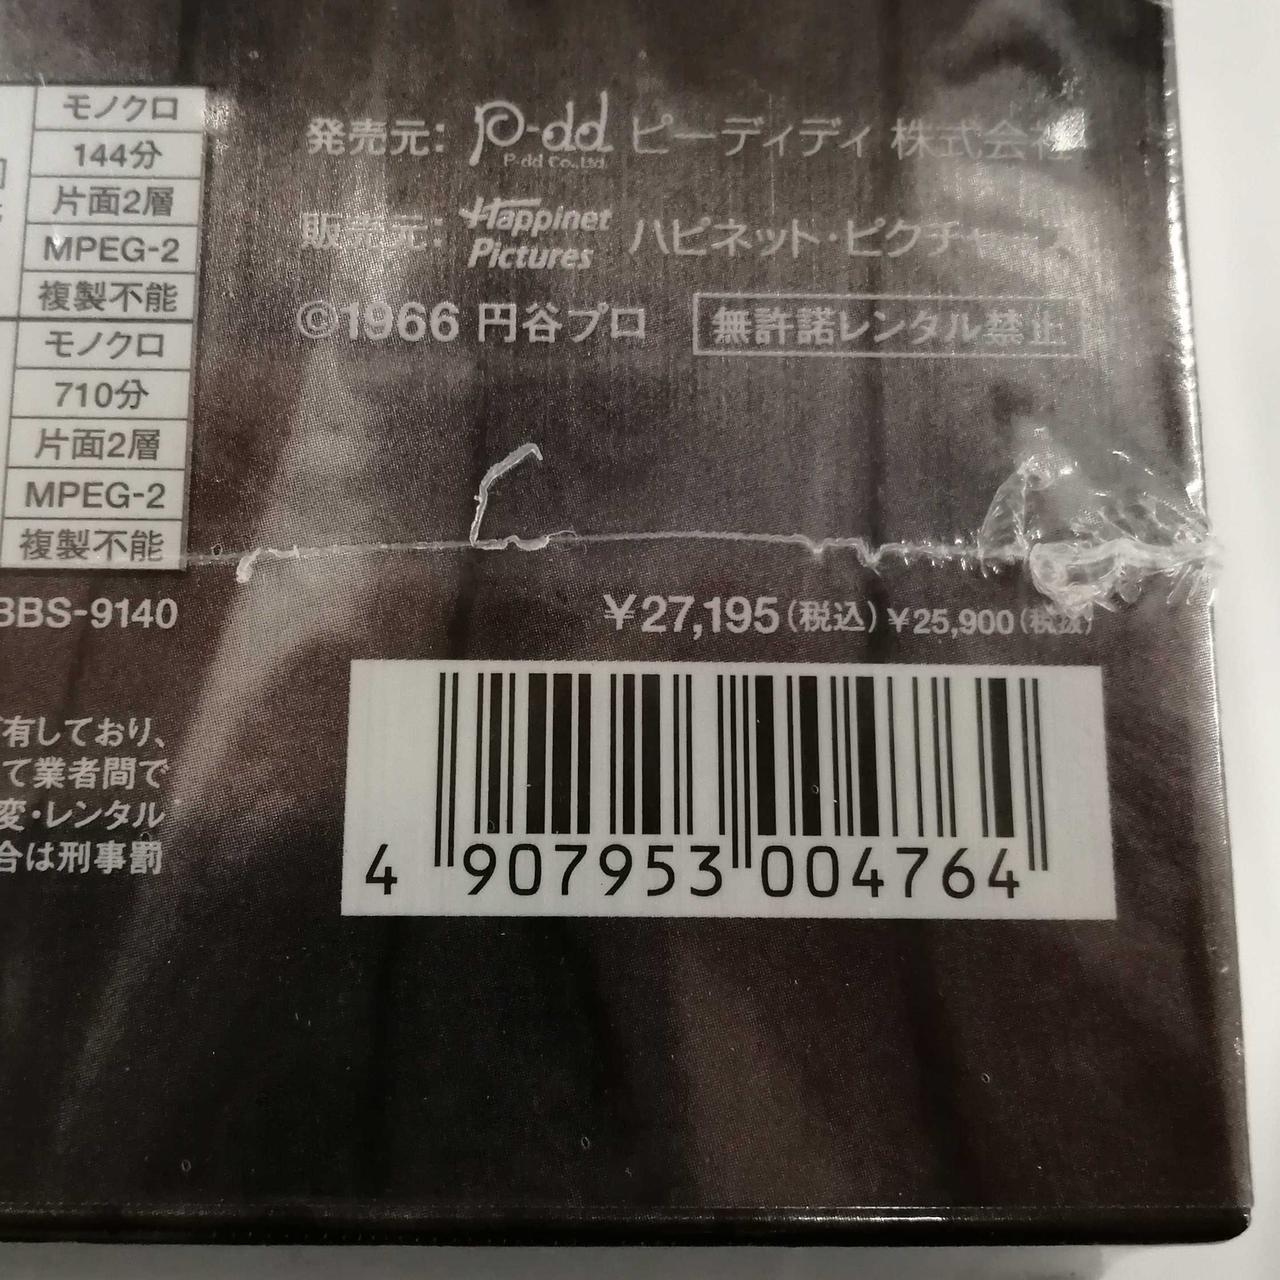 モノクロ
144分
片面2層
MPEG-2
複製不能
モノクロ
710分
片面2層
MPEG-2
複製不能
BBS-9140
有しており、
て業者間で
変・レンタル
合は刑事罰
発売元: p-dd P-dd Co.,Ltd. ピーディディ 株式会社
販売元: Happinet Pictures ハピネット・ピクチャーズ
©1966 円谷プロ 無許諾レンタル禁止
¥27,195(税込) ¥25,900(税抜)
4 907953 004764